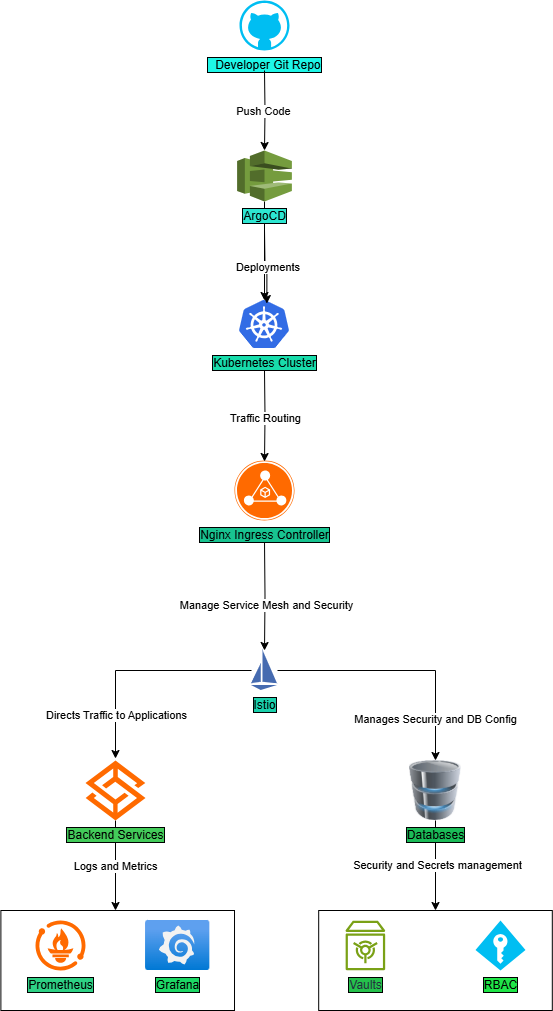 Developer Git Repo
Push Code
ArgoCD
Deployments
Kubernetes Cluster
Traffic Routing
Nginx Ingress Controller
Manage Service Mesh and Security
Istio
Directs Traffic to Applications
Manages Security and DB Config
Backend Services
Databases
Logs and Metrics
Security and Secrets management
Prometheus
Grafana
Vaults
RBAC